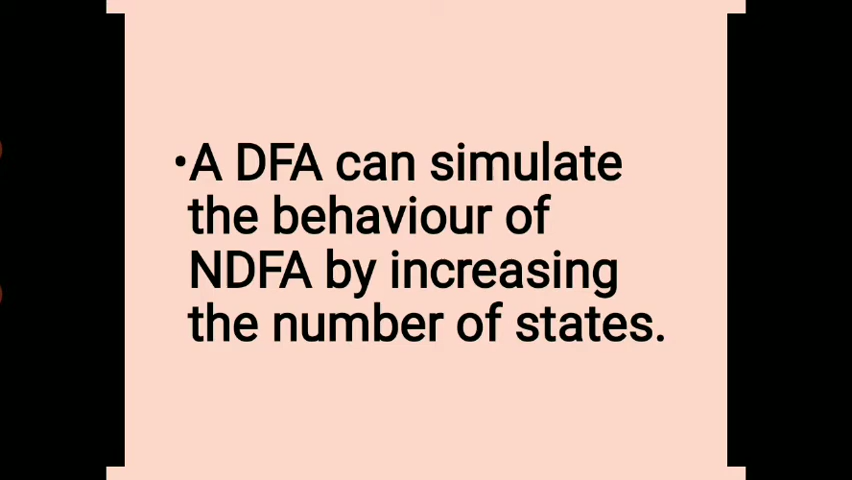 •A DFA can simulate
the behaviour of
NDFA by increasing
the number of states.